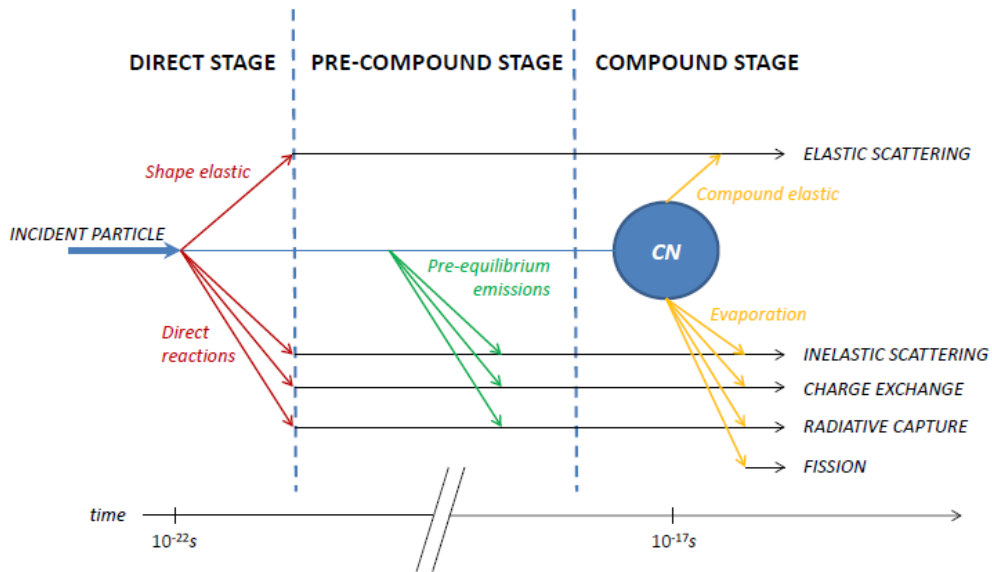 DIRECT STAGE
PRE-COMPOUND STAGE
COMPOUND STAGE
Shape elastic
ELASTIC SCATTERING
Compound elastic
INCIDENT PARTICLE
CN
Pre-equilibrium
emissions
Direct
reactions
Evaporation
INELASTIC SCATTERING
CHARGE EXCHANGE
RADIATIVE CAPTURE
FISSION
time
10⁻²²s
10⁻¹⁷s